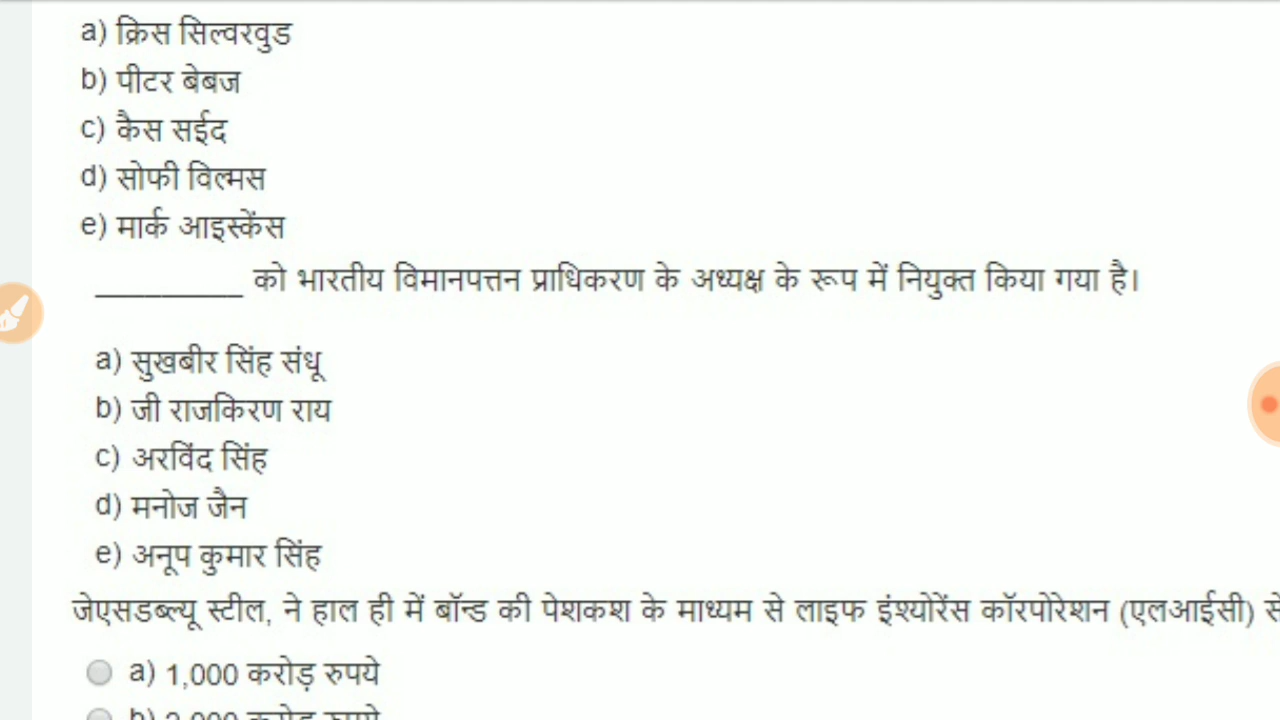 a) क्रिस सिल्वरवुड
b) पीटर बेबज
c) कैस सईद
d) सोफी विल्मस
e) मार्क आइस्केंस
_________ को भारतीय विमानपत्तन प्राधिकरण के अध्यक्ष के रूप में नियुक्त किया गया है।
a) सुखबीर सिंह संधू
b) जी राजकिरण राय
c) अरविंद सिंह
d) मनोज जैन
e) अनूप कुमार सिंह
जेएसडब्ल्यू स्टील, ने हाल ही में बॉन्ड की पेशकश के माध्यम से लाइफ इंश्योरेंस कॉरपोरेशन (एलआईसी) से
a) 1,000 करोड़ रुपये